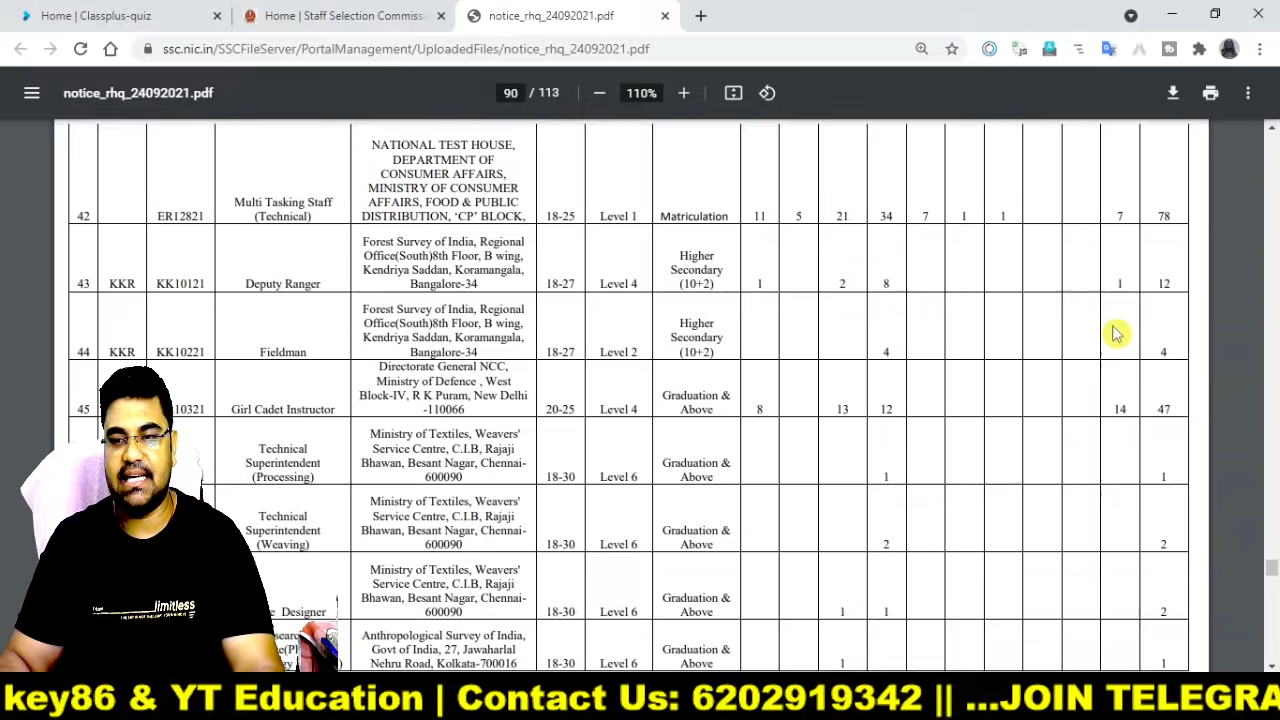 Home | Classplus-quiz
Home | Staff Selection Commiss
notice_rhq_24092021.pdf
ssc.nic.in/SSCFileServer/PortalManagement/UploadedFiles/notice_rhq_24092021.pdf
notice_rhq_24092021.pdf
90 / 113
110%
NATIONAL TEST HOUSE,
DEPARTMENT OF
CONSUMER AFFAIRS,
MINISTRY OF CONSUMER
AFFAIRS, FOOD & PUBLIC
Multi Tasking Staff
42 ER12821 (Technical) DISTRIBUTION, ‘CP’ BLOCK, 18-25 Level 1 Matriculation 11 5 21 34 7 1 1 7 78
Forest Survey of India, Regional
Office(South)8th Floor, B wing, Higher
Kendriya Saddan, Koramangala, Secondary
43 KKR KK10121 Deputy Ranger Bangalore-34 18-27 Level 4 (10+2) 1 2 8 1 12
Forest Survey of India, Regional
Office(South)8th Floor, B wing, Higher
Kendriya Saddan, Koramangala, Secondary
44 KKR KK10221 Fieldman Bangalore-34 18-27 Level 2 (10+2) 4 4
Directorate General NCC,
Ministry of Defence , West
Block-IV, R K Puram, New Delhi Graduation &
45 10321 Girl Cadet Instructor -110066 20-25 Level 4 Above 8 13 12 14 47
Ministry of Textiles, Weavers'
Technical Service Centre, C.I.B, Rajaji
Superintendent Bhawan, Besant Nagar, Chennai- Graduation &
(Processing) 600090 18-30 Level 6 Above 1 1
Ministry of Textiles, Weavers'
Technical Service Centre, C.I.B, Rajaji
Superintendent Bhawan, Besant Nagar, Chennai- Graduation &
(Weaving) 600090 18-30 Level 6 Above 2 2
Ministry of Textiles, Weavers'
Service Centre, C.I.B, Rajaji
Bhawan, Besant Nagar, Chennai- Graduation &
Designer 600090 18-30 Level 6 Above 1 1 2
Anthropological Survey of India,
Govt of India, 27, Jawaharlal Graduation &
Nehru Road, Kolkata-700016 18-30 Level 6 Above 1 1
limitless
key86 & YT Education | Contact Us: 6202919342 || ...JOIN TELEGRA